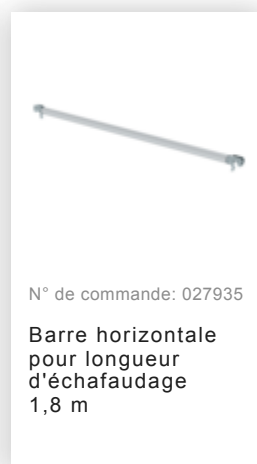 N° de commande: 027935
Barre horizontale
pour longueur
d'échafaudage
1,8 m